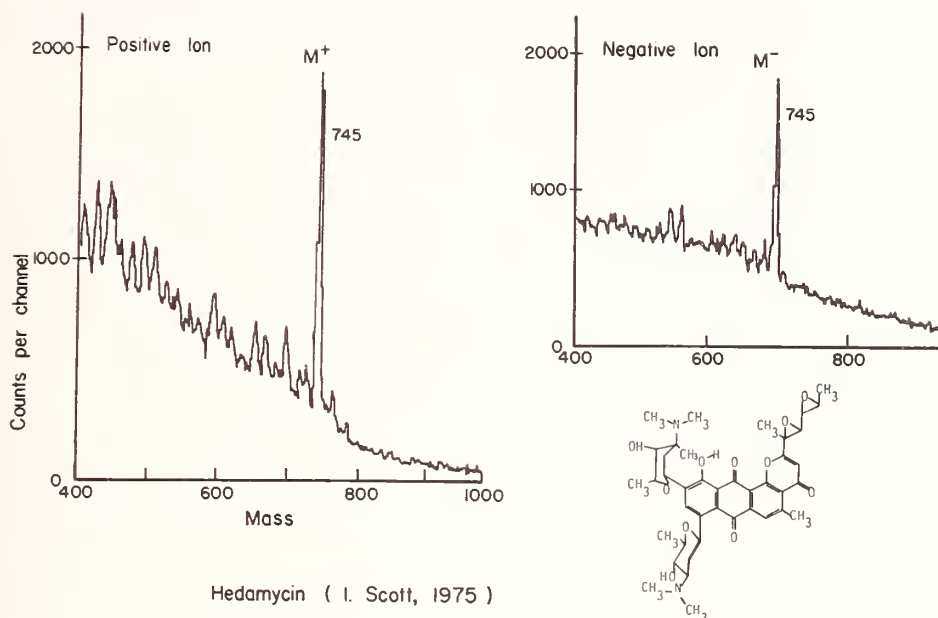 Positive Ion
M+
745
2000
1000
0
400
600
800
1000
Counts per channel
Mass
Negative Ion
M−
745
2000
1000
0
400
600
800
Hedamycin ( I. Scott, 1975 )
CH₃
O
CH₃
O
CH₃
N
CH₃
HO
CH₃
O-H
CH₃
O
O
O
O
O
CH₃
CH₃
O
HO
CH₃
N
CH₃